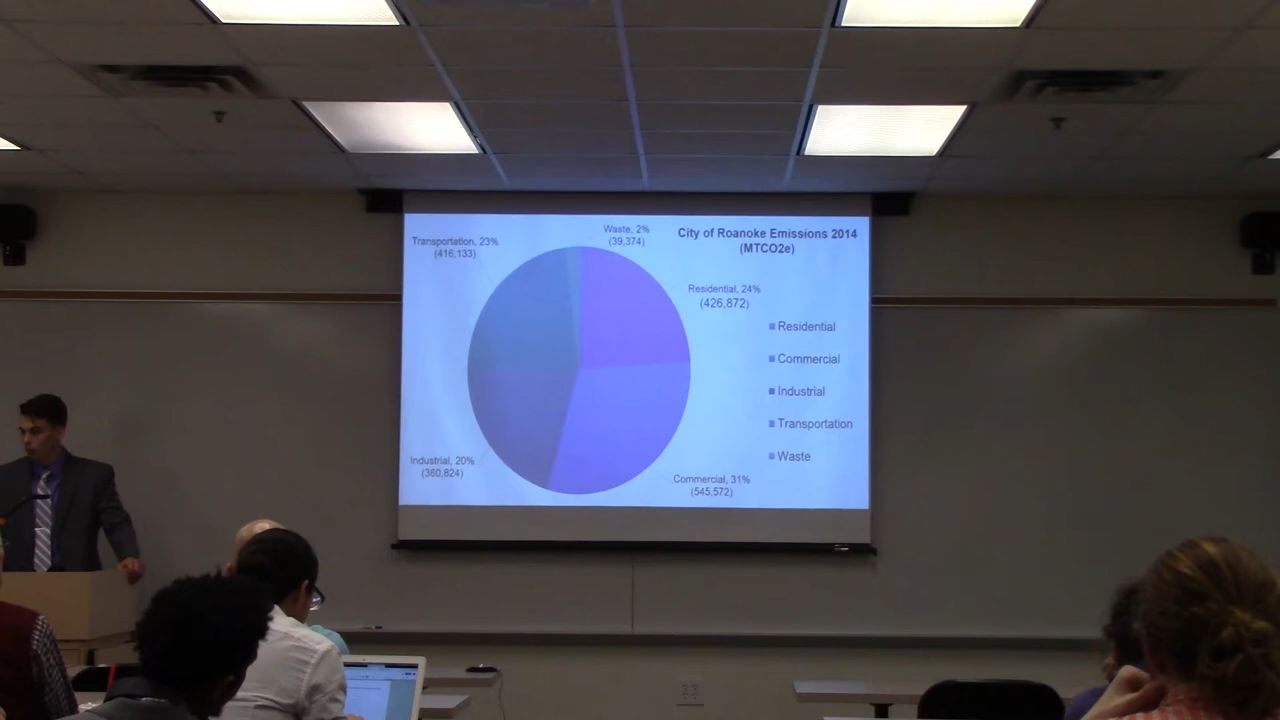 City of Roanoke Emissions 2014
(MTCO2e)
Waste, 2%
(39,374)
Transportation, 23%
(416,133)
Residential, 24%
(426,872)
Residential
Commercial
Industrial
Transportation
Waste
Industrial, 20%
(360,824)
Commercial, 31%
(545,572)